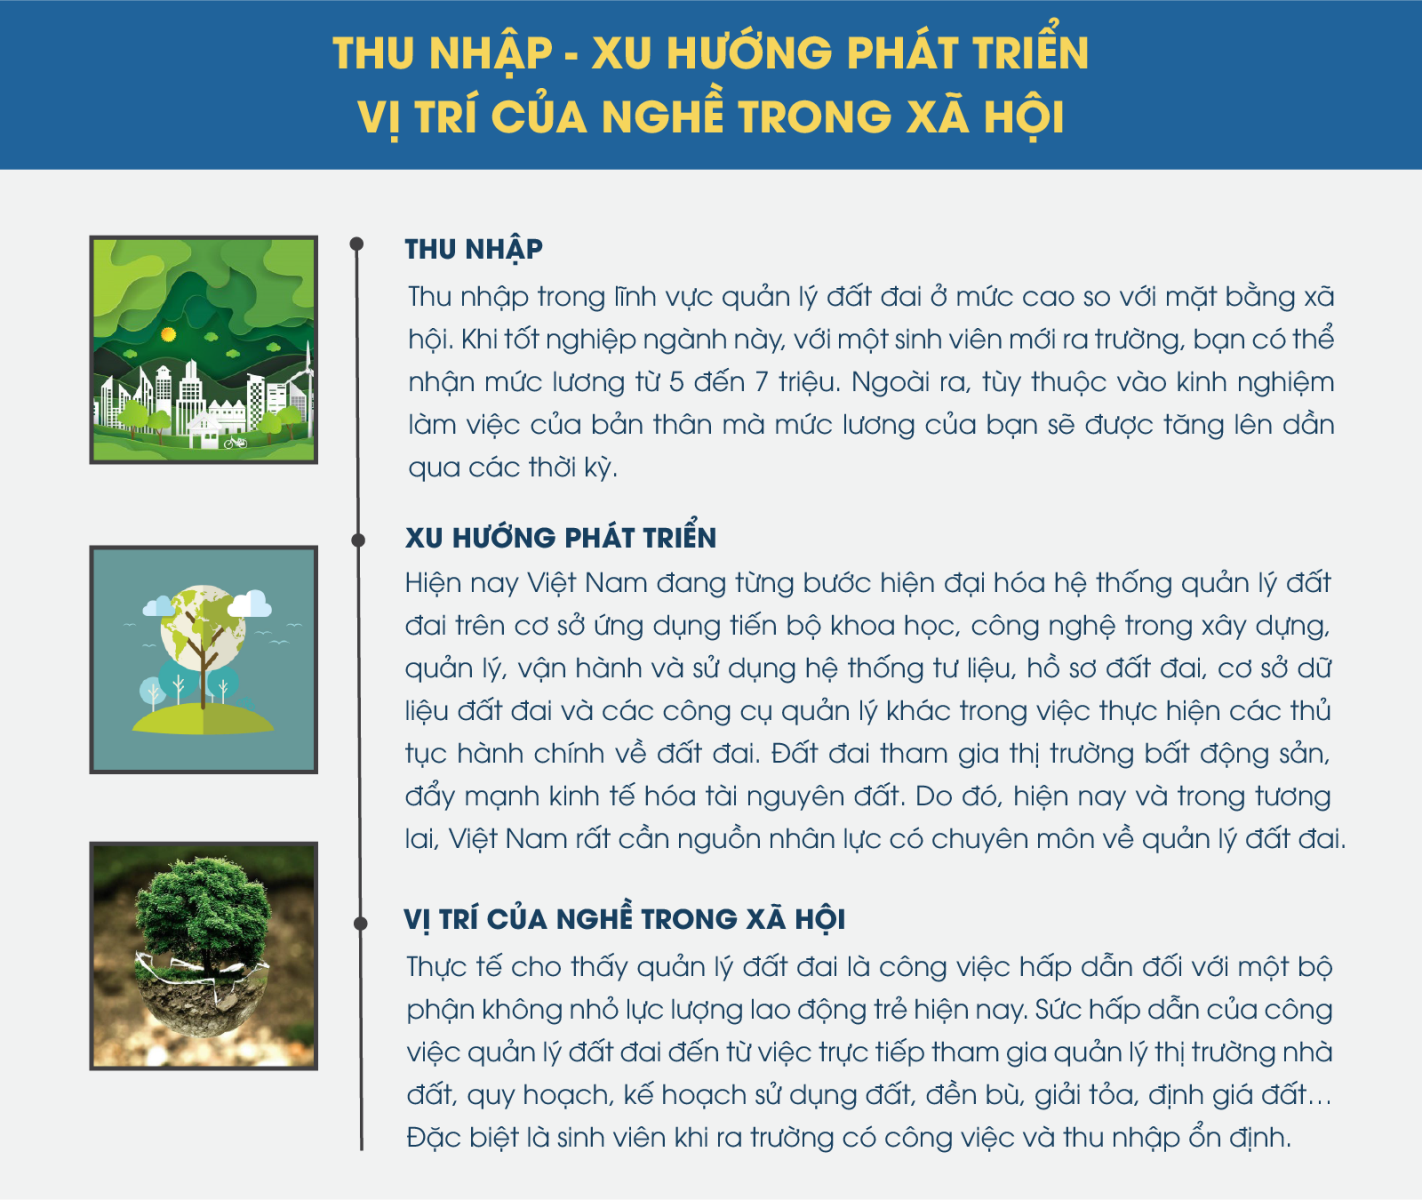 THU NHẬP - XU HƯỚNG PHÁT TRIỂN
VỊ TRÍ CỦA NGHỀ TRONG XÃ HỘI
THU NHẬP
Thu nhập trong lĩnh vực quản lý đất đai ở mức cao so với mặt bằng xã
hội. Khi tốt nghiệp ngành này, với một sinh viên mới ra trường, bạn có thể
nhận mức lương từ 5 đến 7 triệu. Ngoài ra, tùy thuộc vào kinh nghiệm
làm việc của bản thân mà mức lương của bạn sẽ được tăng lên dần
qua các thời kỳ.
XU HƯỚNG PHÁT TRIỂN
Hiện nay Việt Nam đang từng bước hiện đại hóa hệ thống quản lý đất
đai trên cơ sở ứng dụng tiến bộ khoa học, công nghệ trong xây dựng,
quản lý, vận hành và sử dụng hệ thống tư liệu, hồ sơ đất đai, cơ sở dữ
liệu đất đai và các công cụ quản lý khác trong việc thực hiện các thủ
tục hành chính về đất đai. Đất đai tham gia thị trường bất động sản,
đẩy mạnh kinh tế hóa tài nguyên đất. Do đó, hiện nay và trong tương
lai, Việt Nam rất cần nguồn nhân lực có chuyên môn về quản lý đất đai.
VỊ TRÍ CỦA NGHỀ TRONG XÃ HỘI
Thực tế cho thấy quản lý đất đai là công việc hấp dẫn đối với một bộ
phận không nhỏ lực lượng lao động trẻ hiện nay. Sức hấp dẫn của công
việc quản lý đất đai đến từ việc trực tiếp tham gia quản lý thị trường nhà
đất, quy hoạch, kế hoạch sử dụng đất, đền bù, giải tỏa, định giá đất...
Đặc biệt là sinh viên khi ra trường có công việc và thu nhập ổn định.